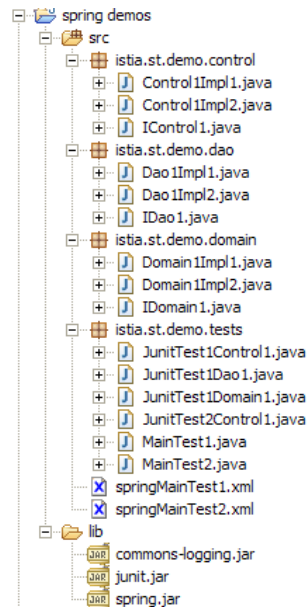 spring demos
src
istia.st.demo.control
Control1Impl1.java
Control1Impl2.java
IControl1.java
istia.st.demo.dao
Dao1Impl1.java
Dao1Impl2.java
IDao1.java
istia.st.demo.domain
Domain1Impl1.java
Domain1Impl2.java
IDomain1.java
istia.st.demo.tests
JunitTest1Control1.java
JunitTest1Dao1.java
JunitTest1Domain1.java
JunitTest2Control1.java
MainTest1.java
MainTest2.java
springMainTest1.xml
springMainTest2.xml
lib
commons-logging.jar
junit.jar
spring.jar